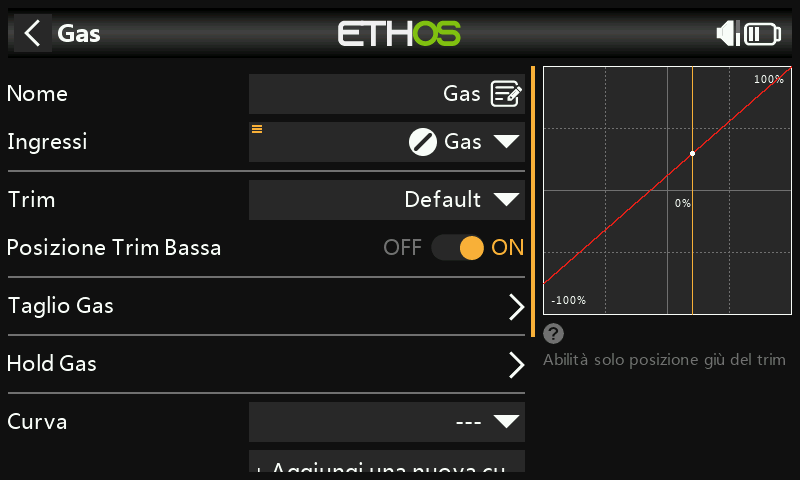 Gas
ETHOS
Nome
Gas
Ingressi
Gas
Trim
Default
Posizione Trim Bassa
OFF
ON
Taglio Gas
Hold Gas
Curva
---
Aggiungi una nuova cu
100%
0%
-100%
?
Abilità solo posizione giù del trim